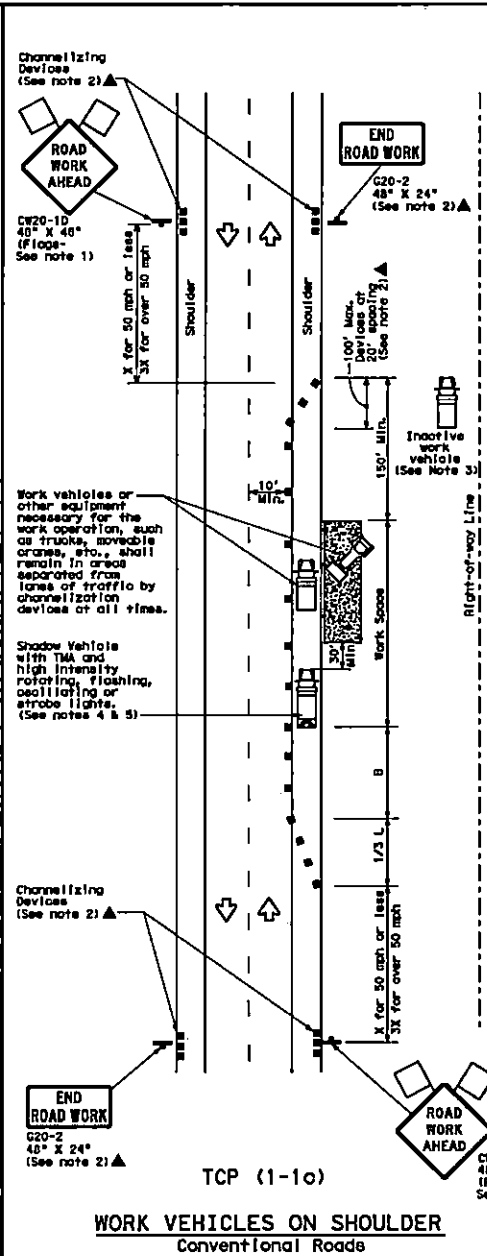 Channelizing
Devices
(See note 2)▲
ROAD
WORK
AHEAD
CW20-1D
48" X 48"
(Flags-
See note 1)
END
ROAD WORK
G20-2
48" X 24"
(See note 2)▲
X for 50 mph or less
3X for over 50 mph
Shoulder
Shoulder
100' Max.
Devices at
20' spacing
(See note 2)▲
150' Min.
Inactive
work
vehicle
(See Note 3)
10'
Min.
Right-of-way Line
Work vehicles or
other equipment
necessary for the
work operation, such
as trucks, moveable
cranes, etc., shall
remain in areas
separated from
lanes of traffic by
channelization
devices at all times.
Work Space
30'
Min.
Shadow Vehicle
with TMA and
high intensity
rotating, flashing,
oscillating or
strobe lights.
(See notes 4 & 5)
B
1/3 L
Channelizing
Devices
(See note 2)▲
X for 50 mph or less
3X for over 50 mph
END
ROAD WORK
G20-2
48" X 24"
(See note 2)▲
ROAD
WORK
AHEAD
TCP (1-1c)
WORK VEHICLES ON SHOULDER
Conventional Roads